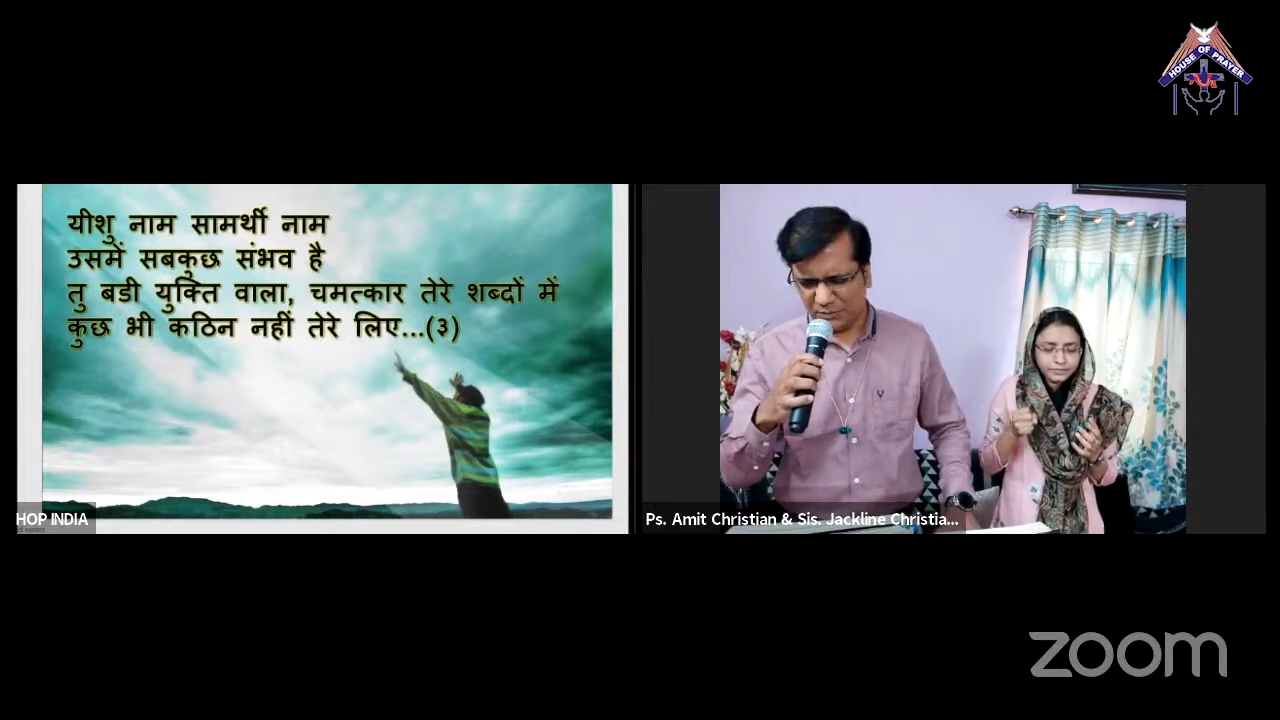 HOUSE OF PRAYER
यीशु नाम सामर्थी नाम
उसमें सबकुछ संभव है
तु बडी युक्ति वाला, चमत्कार तेरे शब्दों में
कुछ भी कठिन नहीं तेरे लिए...(३)
HOP INDIA
Ps. Amit Christian & Sis. Jackline Christia...
zoom